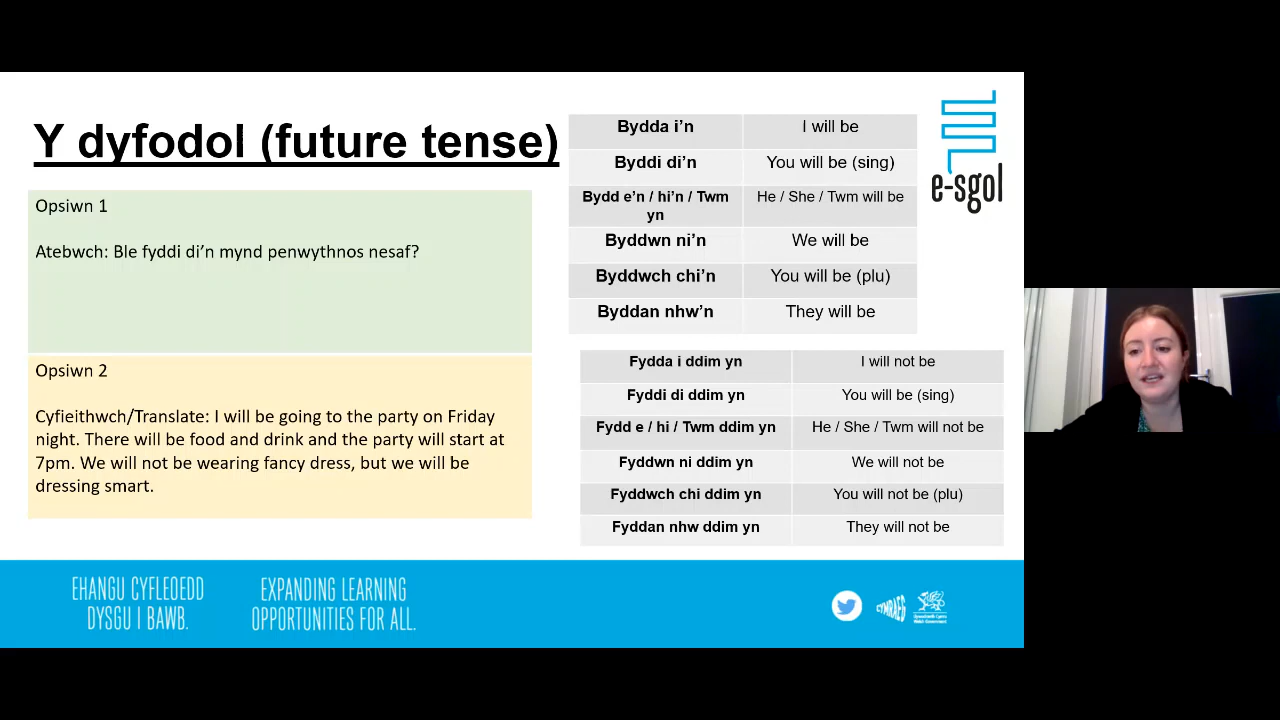 Y dyfodol (future tense)
Opsiwn 1
Atebwch: Ble fyddi di’n mynd penwythnos nesaf?
Opsiwn 2
Cyfieithwch/Translate: I will be going to the party on Friday
night. There will be food and drink and the party will start at
7pm. We will not be wearing fancy dress, but we will be
dressing smart.
Bydda i’n I will be
Byddi di’n You will be (sing)
Bydd e’n / hi’n / Twm He / She / Twm will be
yn
Byddwn ni’n We will be
Byddwch chi’n You will be (plu)
Byddan nhw’n They will be
Fydda i ddim yn I will not be
Fyddi di ddim yn You will be (sing)
Fydd e / hi / Twm ddim yn He / She / Twm will not be
Fyddwn ni ddim yn We will not be
Fyddwch chi ddim yn You will not be (plu)
Fyddan nhw ddim yn They will not be
e-sgol
EHANGU CYFLEOEDD
DYSGU I BAWB.
EXPANDING LEARNING
OPPORTUNITIES FOR ALL.
CYMRAEG
Llywodraeth Cymru
Welsh Government